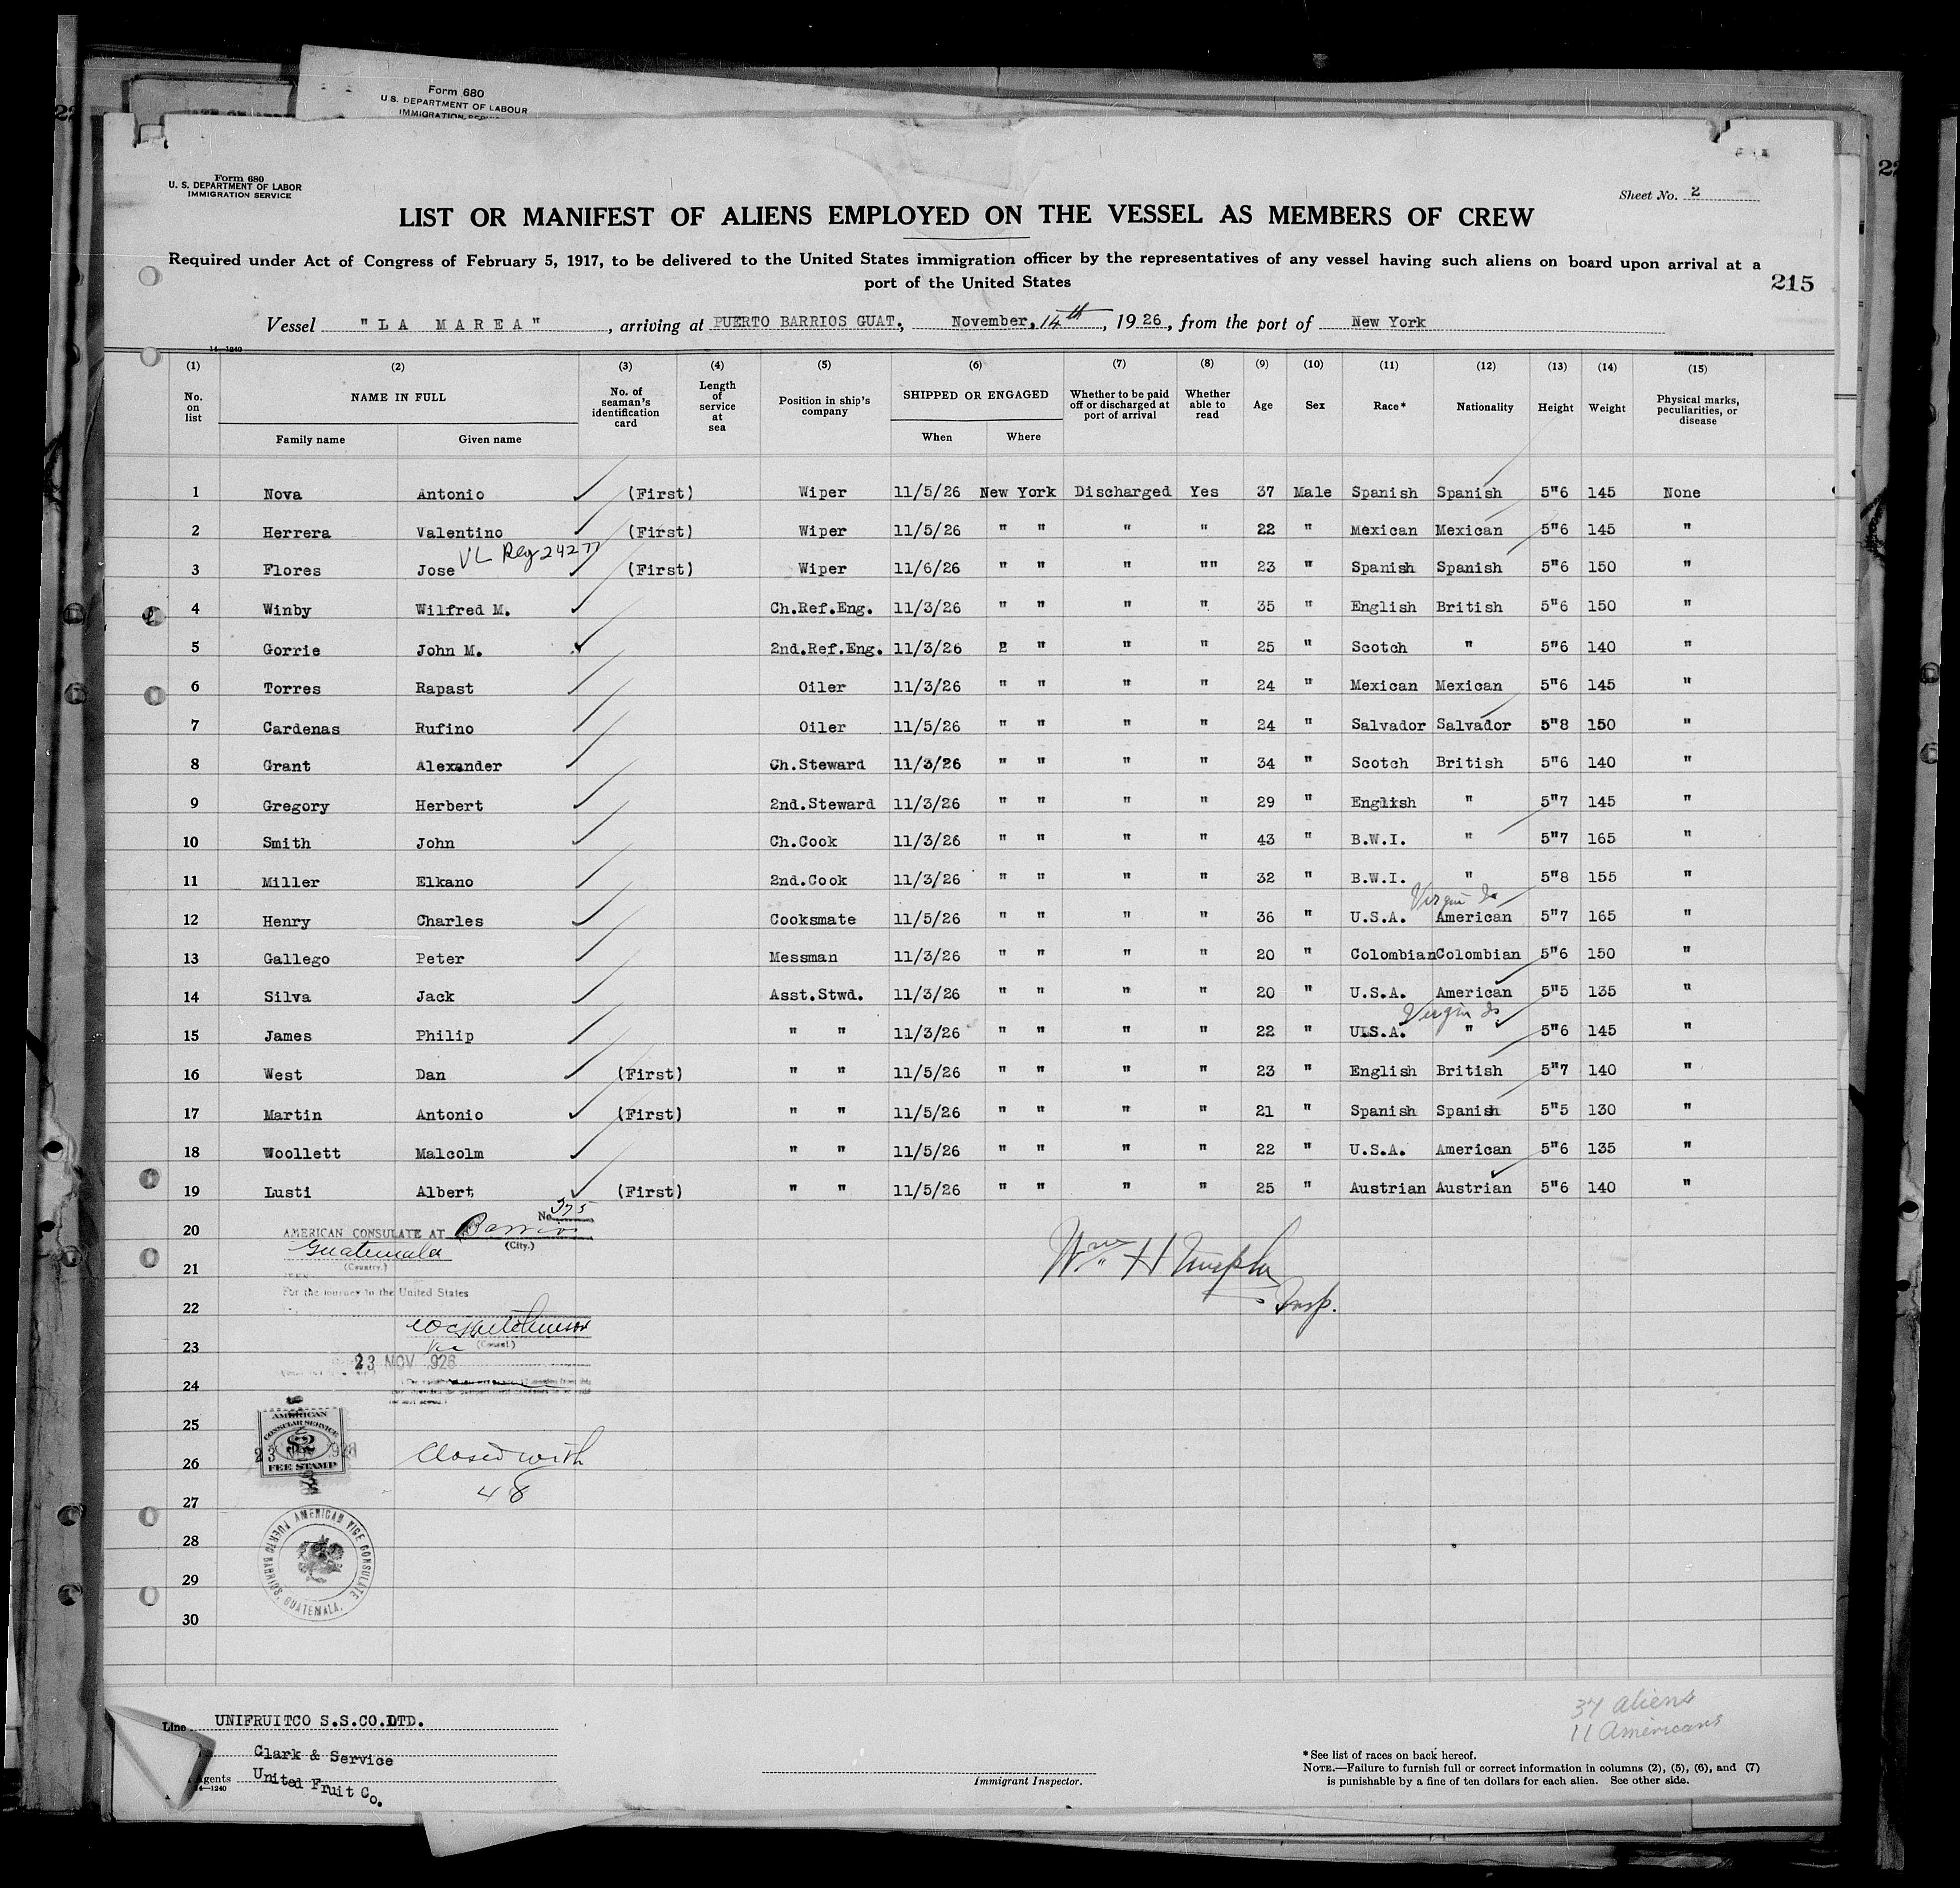 Form 680
U. S. DEPARTMENT OF LABOUR
IMMIGRATION SERVICE
Form 680
U. S. DEPARTMENT OF LABOR
IMMIGRATION SERVICE
Sheet No. 2
LIST OR MANIFEST OF ALIENS EMPLOYED ON THE VESSEL AS MEMBERS OF CREW
Required under Act of Congress of February 5, 1917, to be delivered to the United States immigration officer by the representatives of any vessel having such aliens on board upon arrival at a
port of the United States
215
Vessel "LA MAREA", arriving at PUERTO BARRIOS GUAT., November, 14th, 1926, from the port of New York
14—1240
(1) (2) (3) (4) (5) (6) (7) (8) (9) (10) (11) (12) (13) (14) (15)
No. on list NAME IN FULL No. of seaman's identification card Length of service at sea Position in ship's company SHIPPED OR ENGAGED Whether to be paid off or discharged at port of arrival Whether able to read Age Sex Race* Nationality Height Weight Physical marks, peculiarities, or disease
Family name Given name When Where
1 Nova Antonio (First) Wiper 11/5/26 New York Discharged Yes 37 Male Spanish Spanish 5"6 145 None
2 Herrera Valentino (First) Wiper 11/5/26 " " " " 22 " Mexican Mexican 5"6 145 "
VL Reg 24277
3 Flores Jose (First) Wiper 11/6/26 " " " "" 23 " Spanish Spanish 5"6 150 "
4 Winby Wilfred M. Ch.Ref.Eng. 11/3/26 " " " " 35 " English British 5"6 150 "
5 Gorrie John M. 2nd.Ref.Eng. 11/3/26 2 " " " 25 " Scotch " 5"6 140 "
6 Torres Rapast Oiler 11/3/26 " " " " 24 " Mexican Mexican 5"6 145 "
7 Cardenas Rufino Oiler 11/5/26 " " " " 24 " Salvador Salvador 5"8 150 "
8 Grant Alexander Ch.Steward 11/3/26 " " " " 34 " Scotch British 5"6 140 "
9 Gregory Herbert 2nd.Steward 11/3/26 " " " " 29 " English " 5"7 145 "
10 Smith John Ch.Cook 11/3/26 " " " " 43 " B.W.I. " 5"7 165 "
11 Miller Elkano 2nd.Cook 11/3/26 " " " " 32 " B.W.I. " 5"8 155 "
Virgin Is
12 Henry Charles Cooksmate 11/5/26 " " " " 36 " U.S.A. American 5"7 165 "
13 Gallego Peter Messman 11/3/26 " " " " 20 " Colombian Colombian 5"6 150 "
14 Silva Jack Asst.Stwd. 11/3/26 " " " " 20 " U.S.A. American 5"5 135 "
Virgin Is
15 James Philip " " 11/3/26 " " " " 22 " U.S.A. " 5"6 145 "
16 West Dan (First) " " 11/5/26 " " " " 23 " English British 5"7 140 "
17 Martin Antonio (First) " " 11/5/26 " " " " 21 " Spanish Spanish 5"5 130 "
18 Woollett Malcolm " " 11/5/26 " " " " 22 " U.S.A. American 5"6 135 "
19 Lusti Albert (First) " " 11/5/26 " " " " 25 " Austrian Austrian 5"6 140 "
No. 375
20 AMERICAN CONSULATE AT Barrios
(City.)
Guatemala
(Country.)
21
For the journey to the United States
Wm H Murphy
Insp.
22
23
(Consul)
23 NOV 926
24
25
AMERICAN
CONSULAR SERVICE
$2
FEE STAMP
23 928
Closed with
48
26
27
28
AMERICAN VICE CONSULATE
PUERTO BARRIOS, GUATEMALA.
29
30
37 aliens
11 Americans
Line UNIFRUITCO S.S.CO.LTD.
Clark & Service
Agents United Fruit Co.
14—1240
Immigrant Inspector.
*See list of races on back hereof.
NOTE.—Failure to furnish full or correct information in columns (2), (5), (6), and (7)
is punishable by a fine of ten dollars for each alien. See other side.